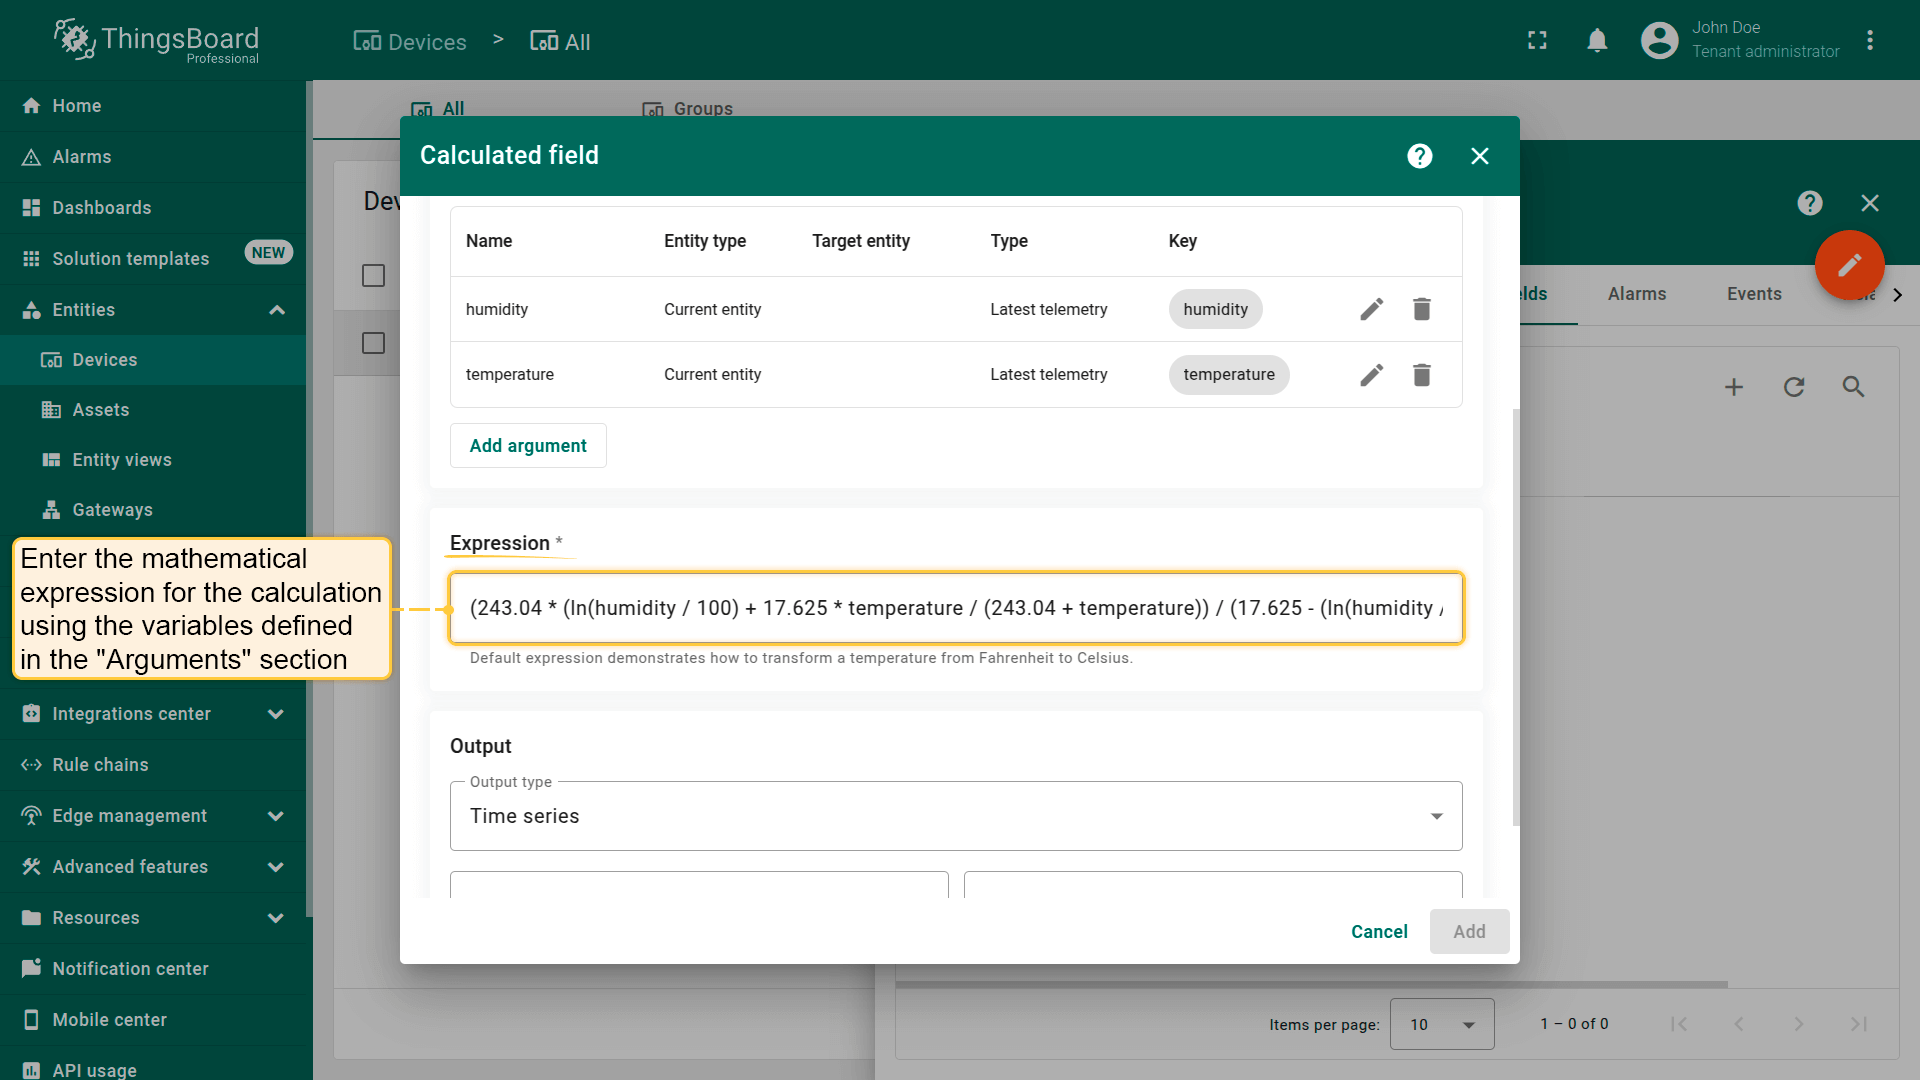 ThingsBoard
Professional
Devices > All
John Doe
Tenant administrator
Home
Alarms
Dashboards
Solution templates NEW
Entities
Devices
Assets
Entity views
Gateways
Enter the mathematical
expression for the calculation
using the variables defined
in the "Arguments" section
Integrations center
Rule chains
Edge management
Advanced features
Resources
Notification center
Mobile center
API usage
All Groups
Dev
Calculated field
Name Entity type Target entity Type Key
humidity Current entity Latest telemetry humidity
temperature Current entity Latest telemetry temperature
Add argument
Expression *
(243.04 * (ln(humidity / 100) + 17.625 * temperature / (243.04 + temperature)) / (17.625 - (ln(humidity /
Default expression demonstrates how to transform a temperature from Fahrenheit to Celsius.
Output
Output type
Time series
Cancel Add
elds Alarms Events
Items per page: 10 1 – 0 of 0